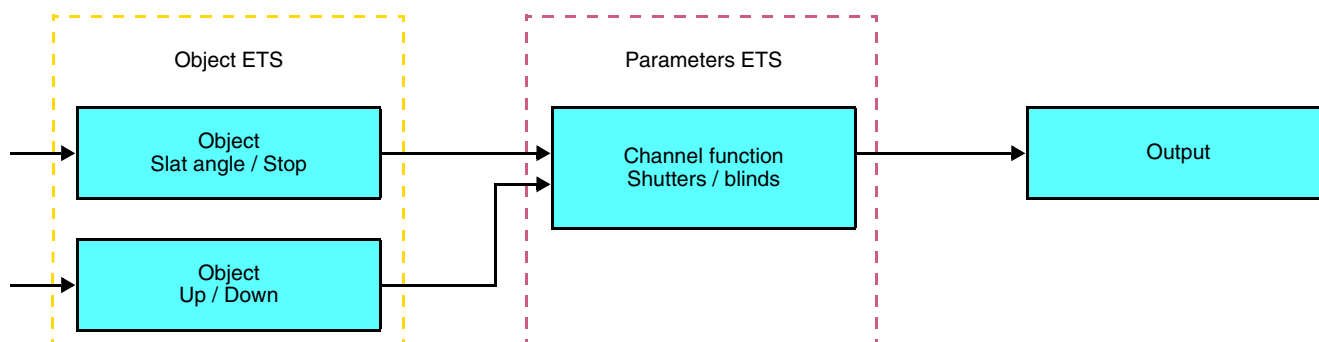 Object ETS
Parameters ETS
Object
Slat angle / Stop
Channel function
Shutters / blinds
Output
Object
Up / Down